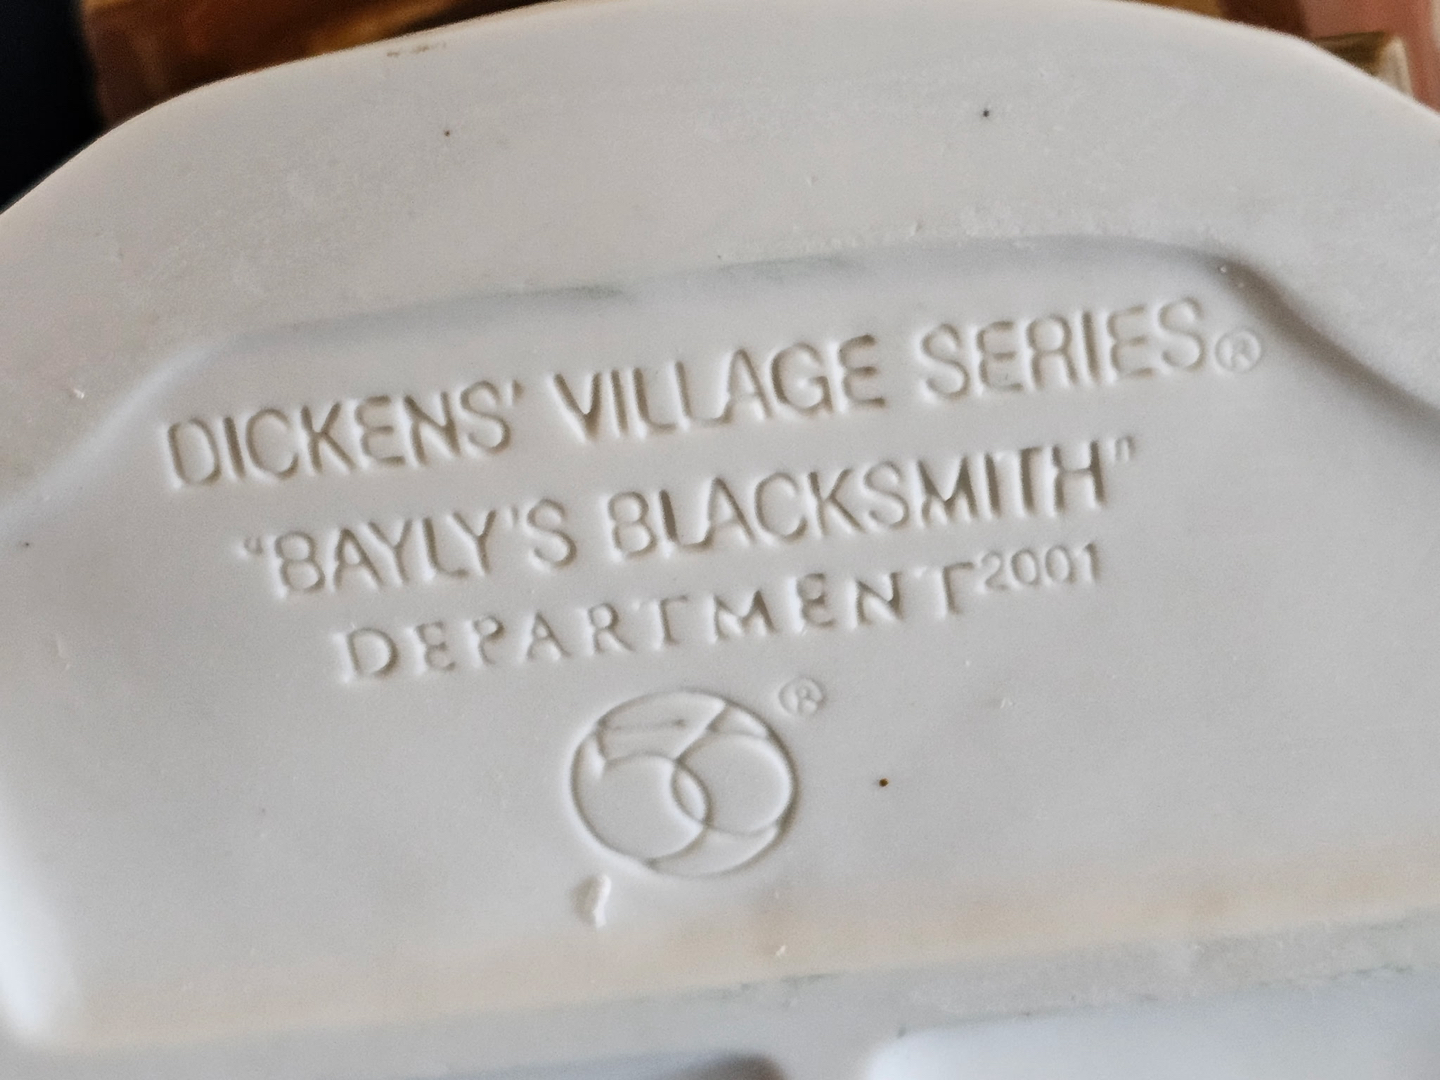 DICKENS' VILLAGE SERIES®
"BAYLY'S BLACKSMITH"
DEPARTMENT 2001
56 ®